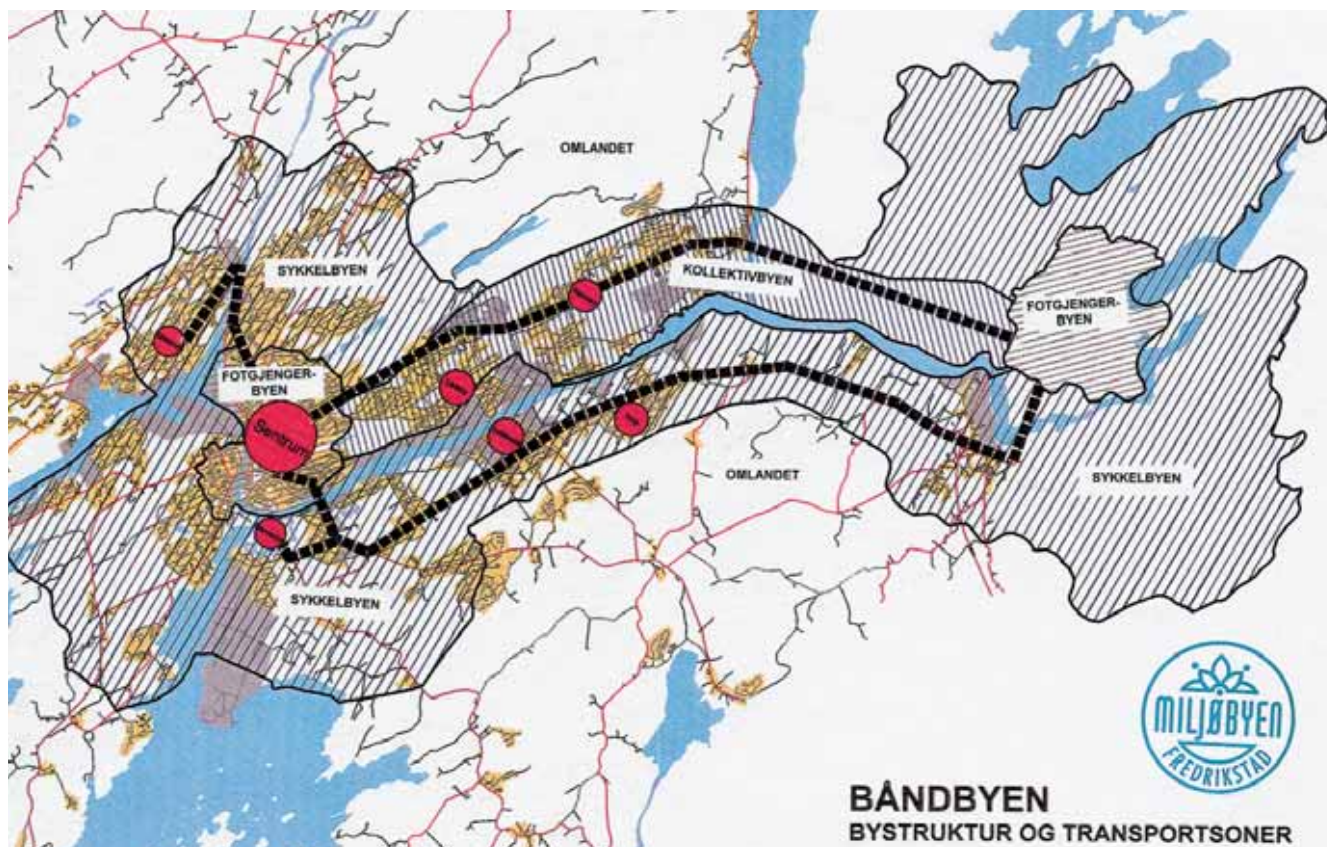 OMLANDET
SYKKELBYEN
KOLLEKTIVBYEN
FOTGJENGER-
BYEN
FOTGJENGER-
BYEN
Sentrum
OMLANDET
SYKKELBYEN
SYKKELBYEN
MILJØBYEN
FREDRIKSTAD
BÅNDBYEN
BYSTRUKTUR OG TRANSPORTSONER